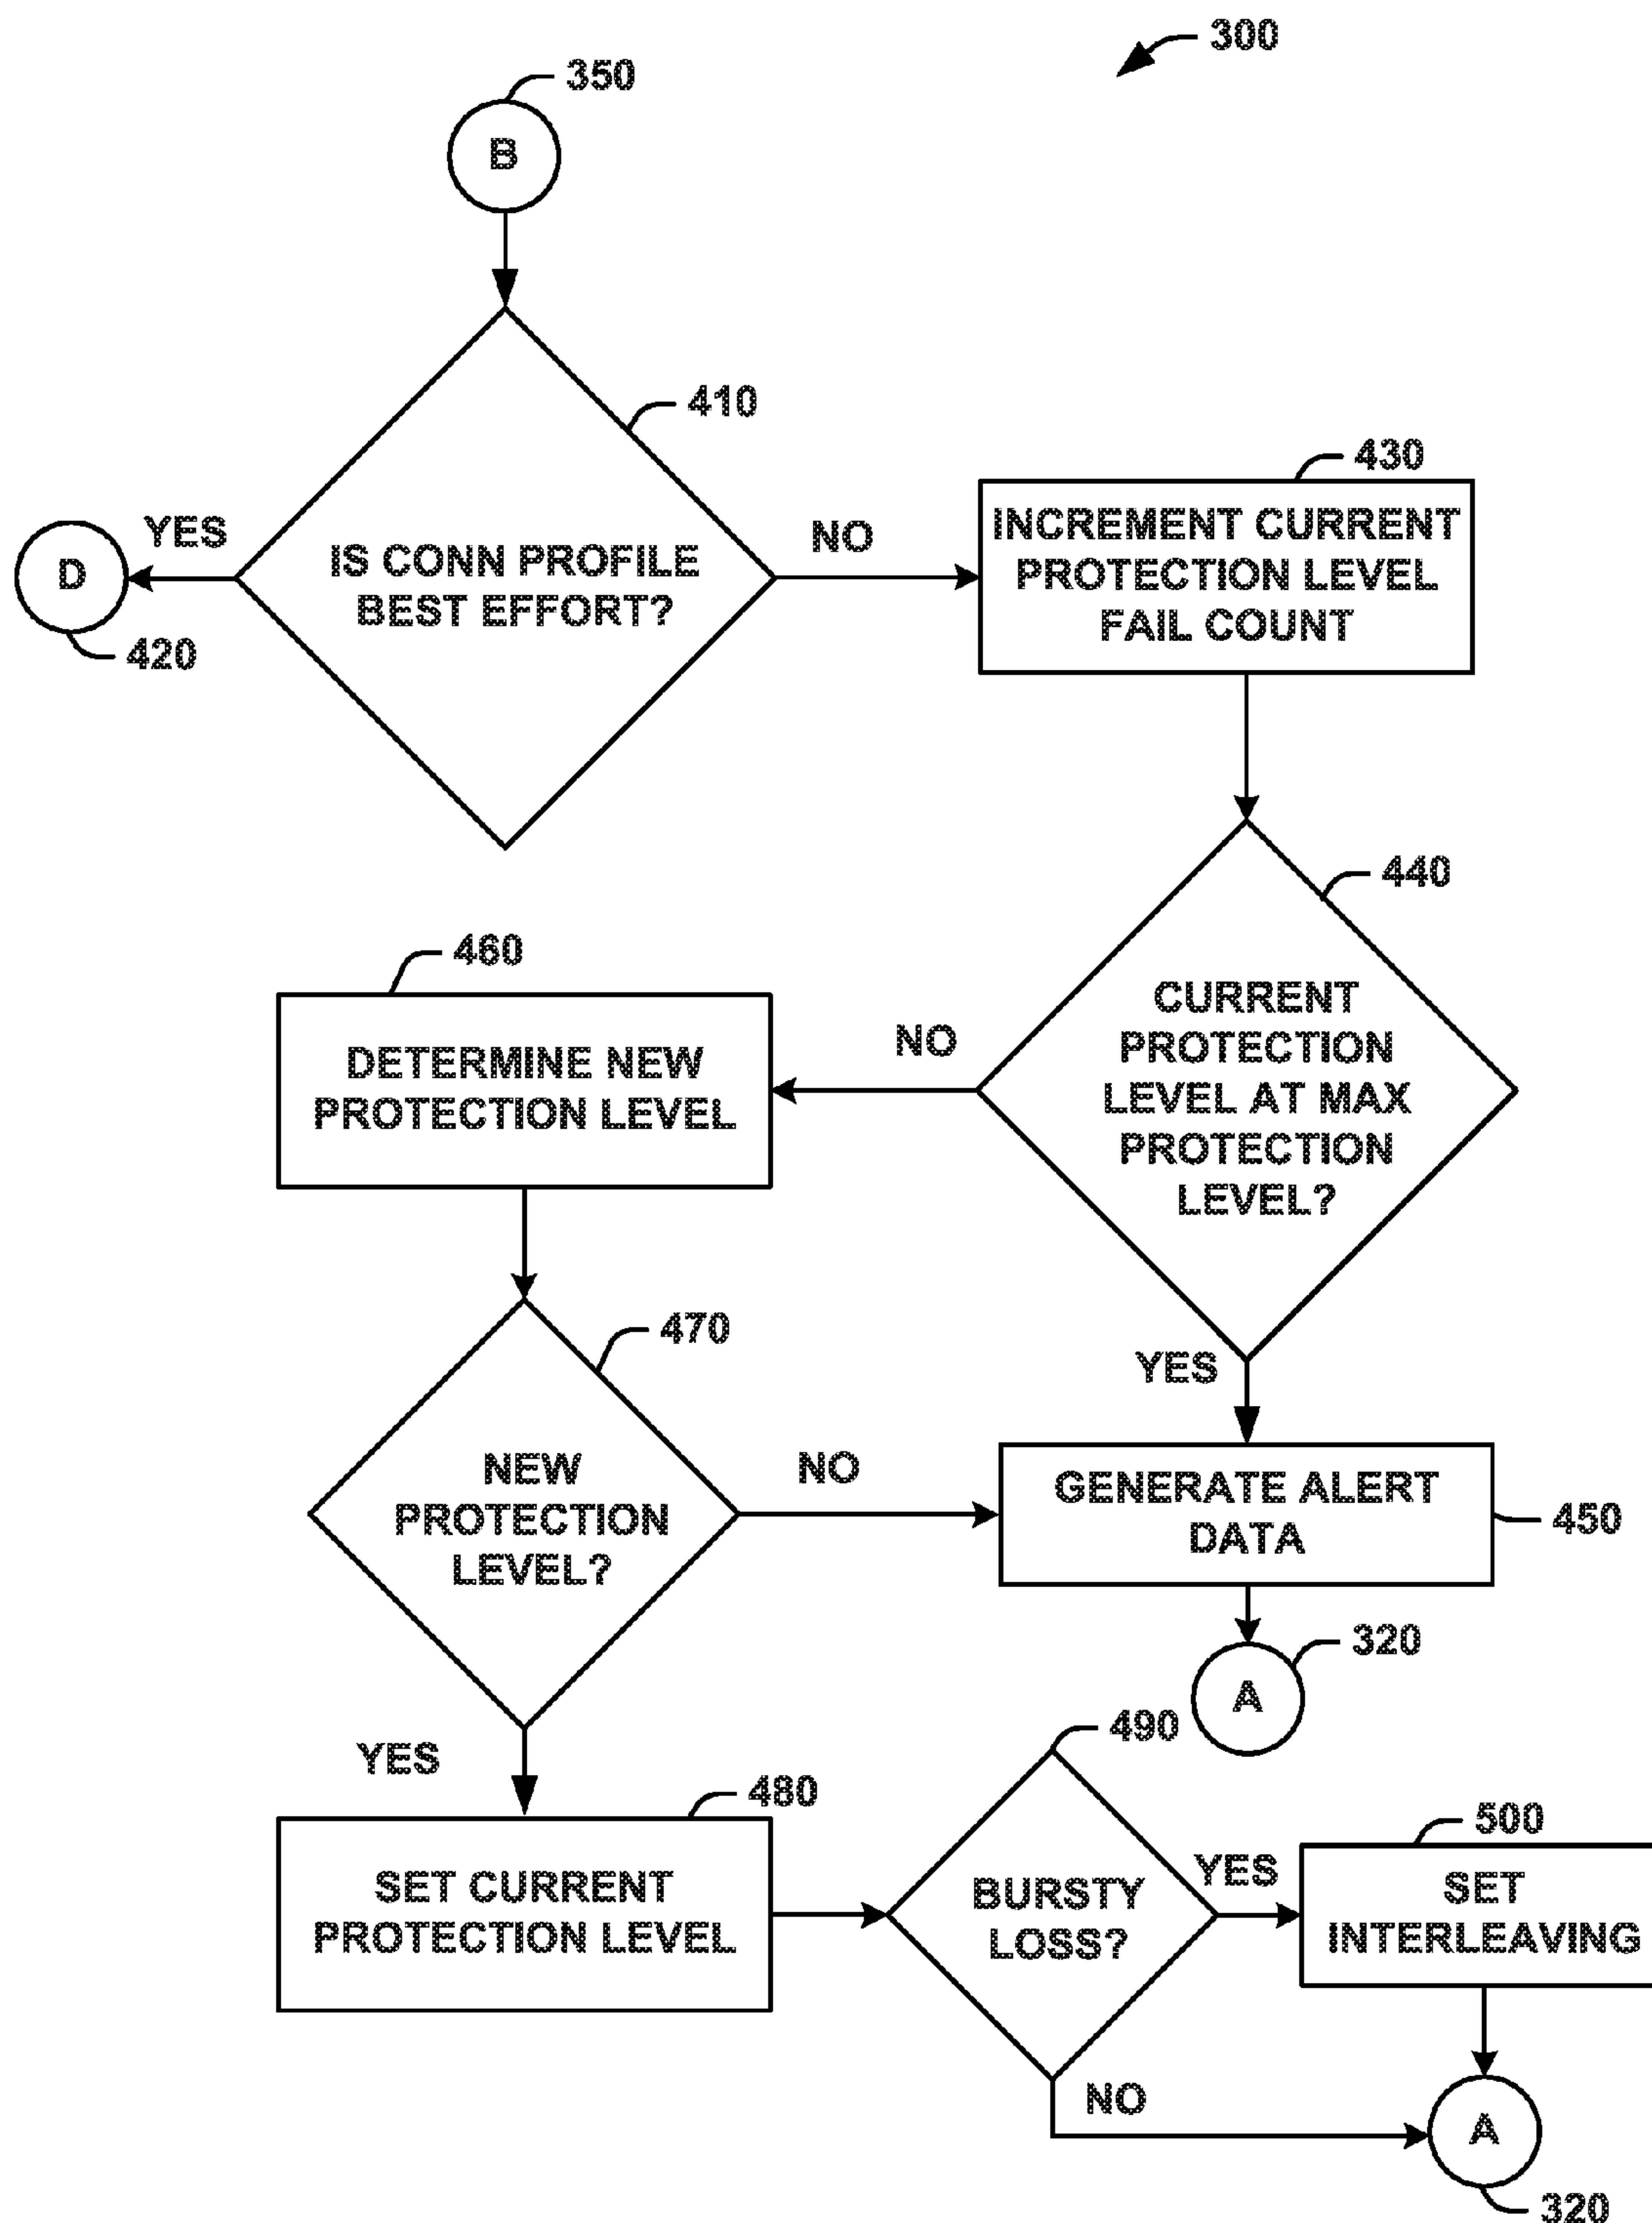 300
350
B
410
IS CONN PROFILE
BEST EFFORT?
YES
D
420
NO
430
INCREMENT CURRENT
PROTECTION LEVEL
FAIL COUNT
440
CURRENT
PROTECTION
LEVEL AT MAX
PROTECTION
LEVEL?
NO
460
DETERMINE NEW
PROTECTION LEVEL
470
NEW
PROTECTION
LEVEL?
NO
YES
GENERATE ALERT
DATA
450
320
A
YES
480
SET CURRENT
PROTECTION LEVEL
490
BURSTY
LOSS?
YES
500
SET
INTERLEAVING
NO
A
320